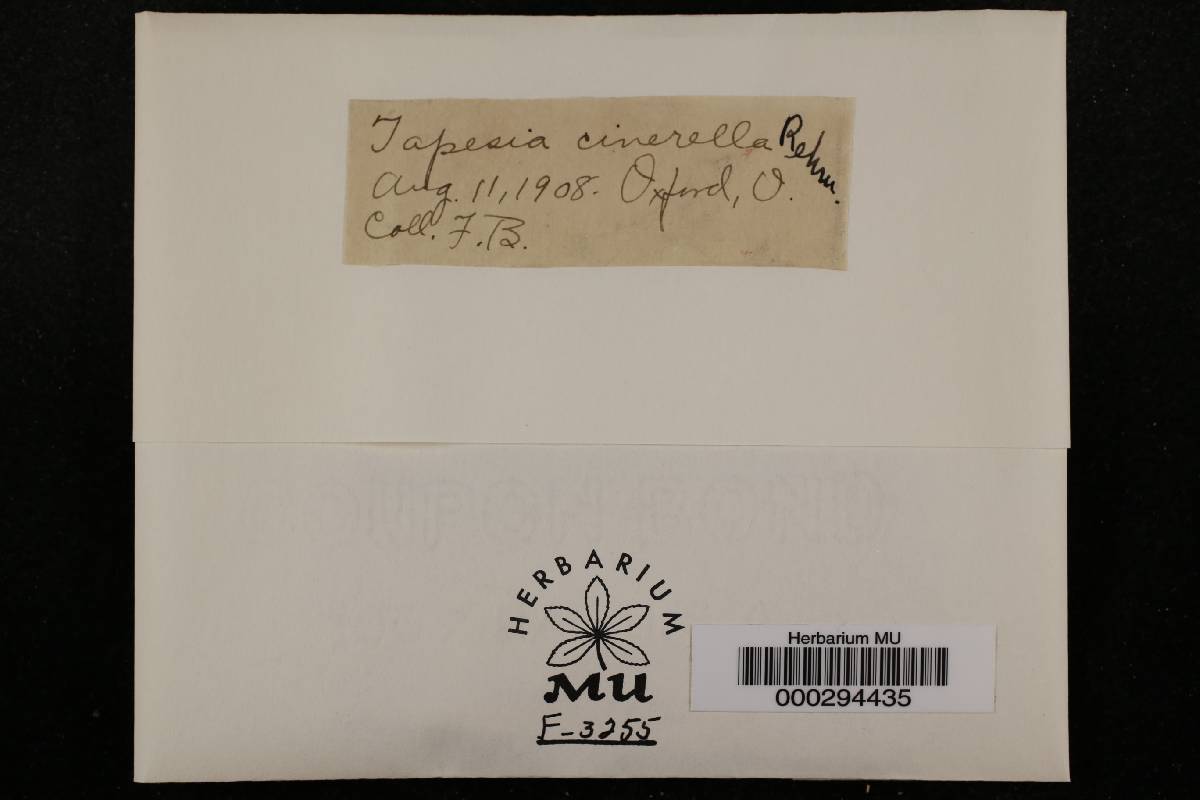 Tapesia cinerella Rehm.
Aug. 11, 1908. Oxford, O.
Coll. F. B.
HERBARIUM
MU
F-3255
Herbarium MU
000294435